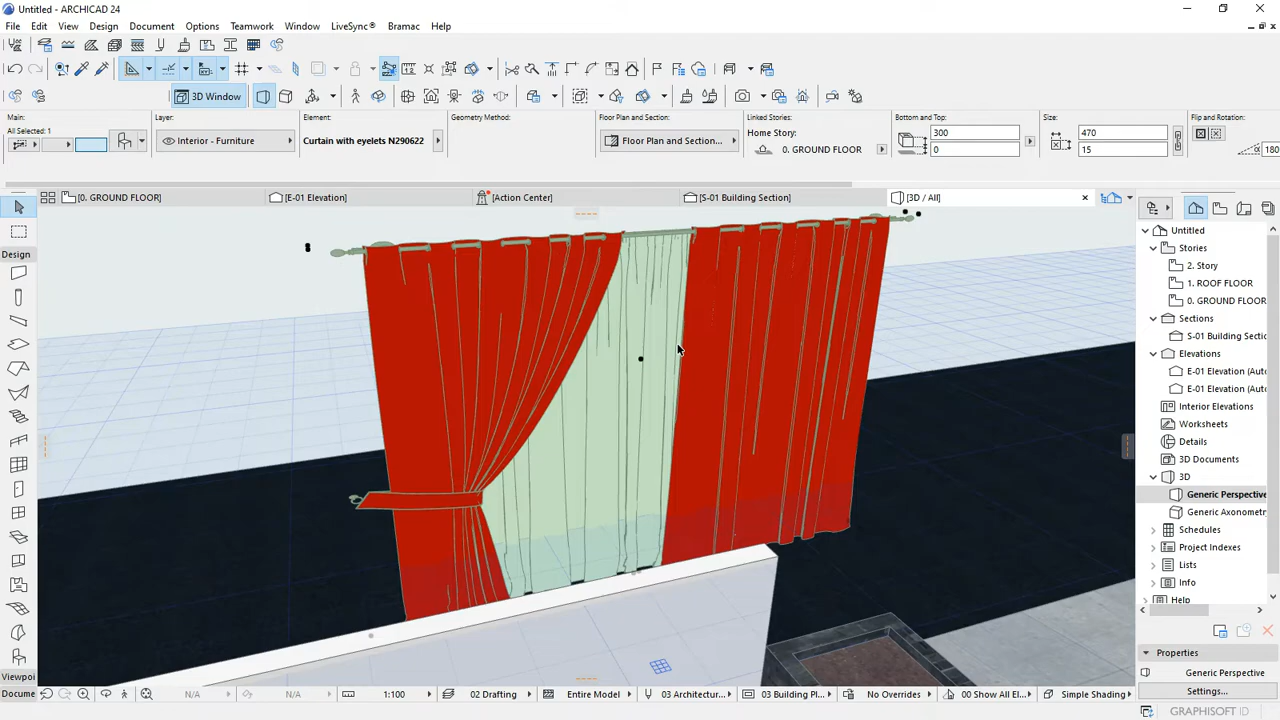 Untitled - ARCHICAD 24
File Edit View Design Document Options Teamwork Window LiveSync® Bramac Help
3D Window
Main:
All Selected: 1
Layer:
Interior - Furniture
Element:
Curtain with eyelets N290622
Geometry Method:
Floor Plan and Section:
Floor Plan and Section...
Linked Stories:
Home Story:
0. GROUND FLOOR
Bottom and Top:
300
0
Size:
470
15
Flip and Rotation:
180
[0. GROUND FLOOR]
[E-01 Elevation]
[Action Center]
[S-01 Building Section]
[3D / All]
Design
Viewpoi
Docume
Untitled
Stories
2. Story
1. ROOF FLOOR
0. GROUND FLOOR
Sections
S-01 Building Sectic
Elevations
E-01 Elevation (Auto
E-01 Elevation (Auto
Interior Elevations
Worksheets
Details
3D Documents
3D
Generic Perspective
Generic Axonometr
Schedules
Project Indexes
Lists
Info
Help
Properties
Generic Perspective
Settings...
N/A
N/A
1:100
02 Drafting
Entire Model
03 Architectur...
03 Building Pl...
No Overrides
00 Show All El...
Simple Shading
GRAPHISOFT ID